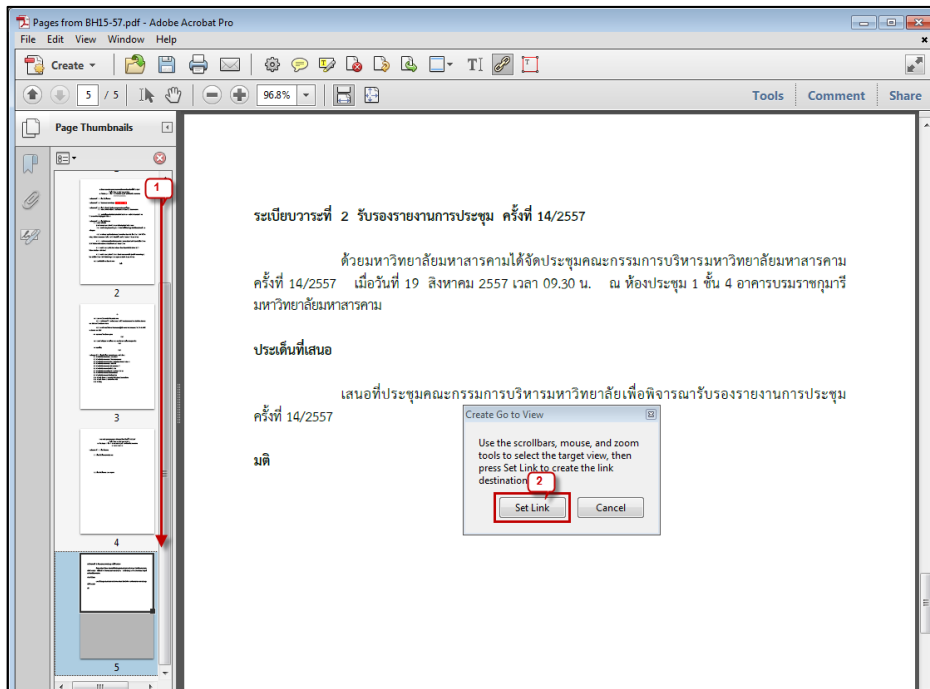 Pages from BH15-57.pdf - Adobe Acrobat Pro
File Edit View Window Help
Create
5 / 5 96.8% Tools Comment Share
Page Thumbnails
1
2
3
4
5
ระเบียบวาระที่ 2 รับรองรายงานการประชุม ครั้งที่ 14/2557
ด้วยมหาวิทยาลัยมหาสารคามได้จัดประชุมคณะกรรมการบริหารมหาวิทยาลัยมหาสารคาม
ครั้งที่ 14/2557 เมื่อวันที่ 19 สิงหาคม 2557 เวลา 09.30 น. ณ ห้องประชุม 1 ชั้น 4 อาคารบรมราชกุมารี
มหาวิทยาลัยมหาสารคาม
ประเด็นที่เสนอ
เสนอที่ประชุมคณะกรรมการบริหารมหาวิทยาลัยเพื่อพิจารณารับรองรายงานการประชุม
ครั้งที่ 14/2557
มติ
Create Go to View
Use the scrollbars, mouse, and zoom
tools to select the target view, then
press Set Link to create the link
destination
2
Set Link Cancel